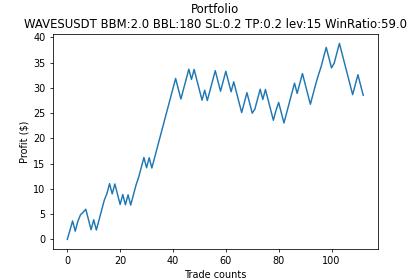 Portfolio
WAVESUSDT BBM:2.0 BBL:180 SL:0.2 TP:0.2 lev:15 WinRatio:59.0
40
35
30
25
20
15
10
5
0
Profit ($)
0 20 40 60 80 100
Trade counts